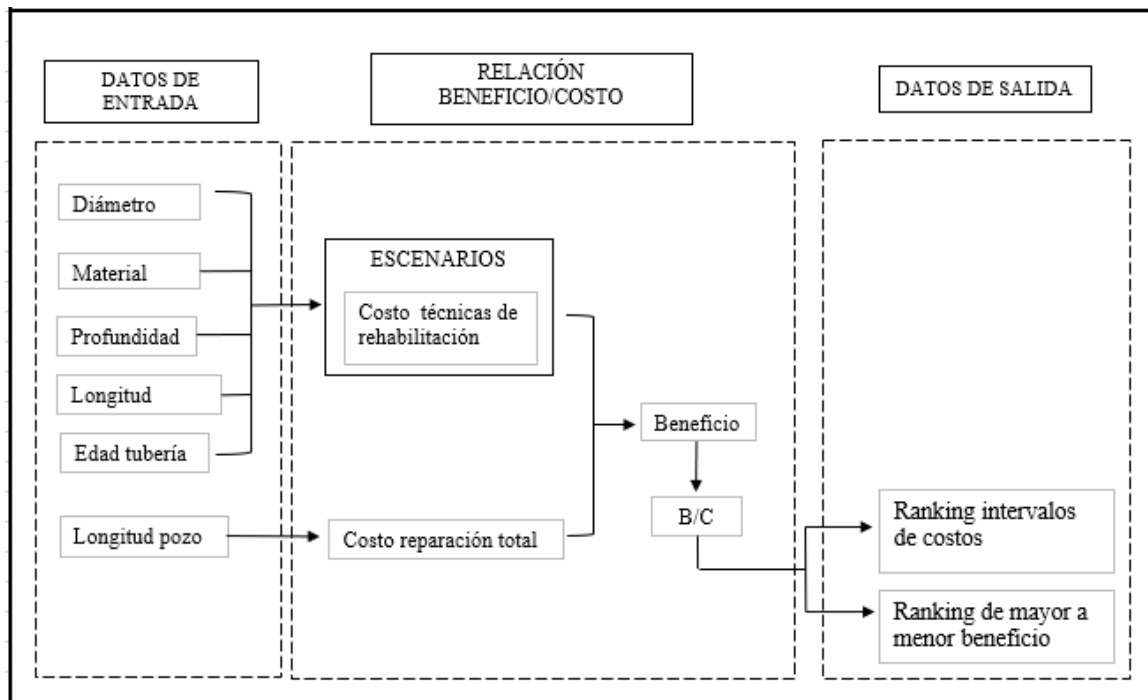 DATOS DE
ENTRADA
RELACIÓN
BENEFICIO/COSTO
DATOS DE SALIDA
Diámetro
Material
Profundidad
Longitud
Edad tubería
Longitud pozo
ESCENARIOS
Costo técnicas de
rehabilitación
Costo reparación total
Beneficio
B/C
Ranking intervalos
de costos
Ranking de mayor a
menor beneficio